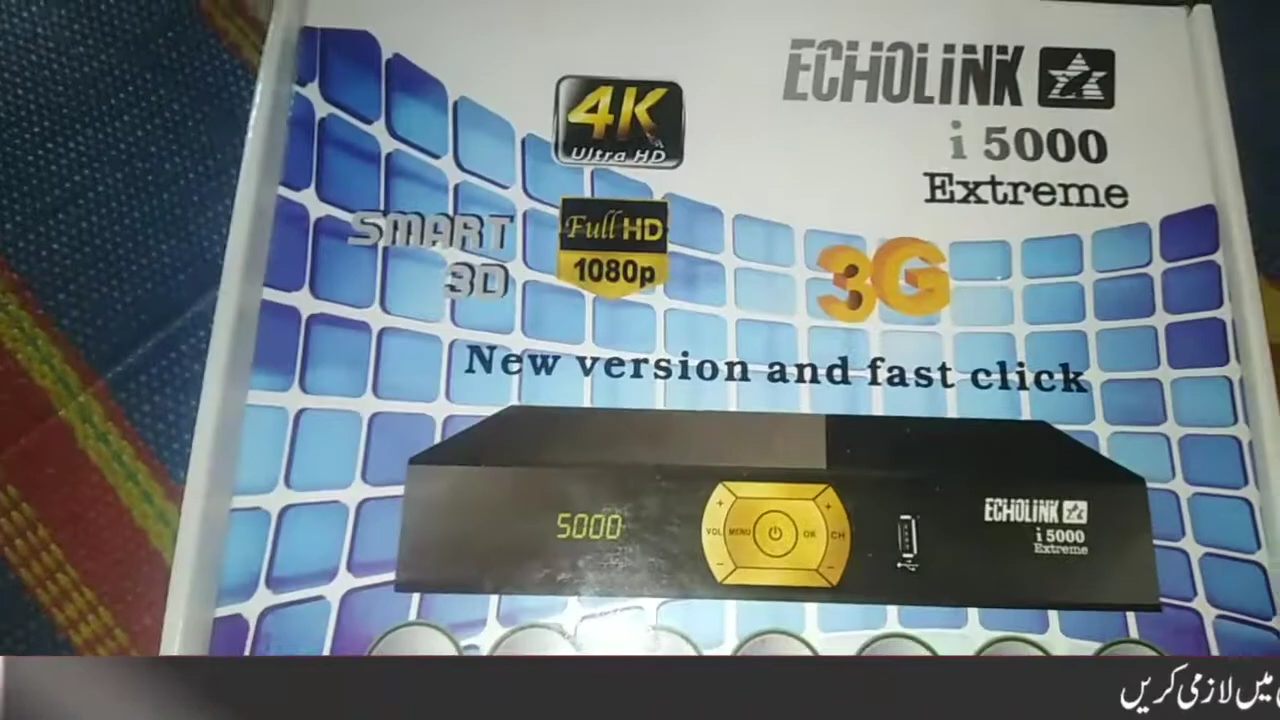 ECHOLINK
i 5000
Extreme
4K
Ultra HD
SMART
3D
Full HD
1080p
3G
New version and fast click
5000
+
VOL
-
MENU
OK
+
CH
-
ECHOLINK
i 5000
Extreme
میں لازمی کریں